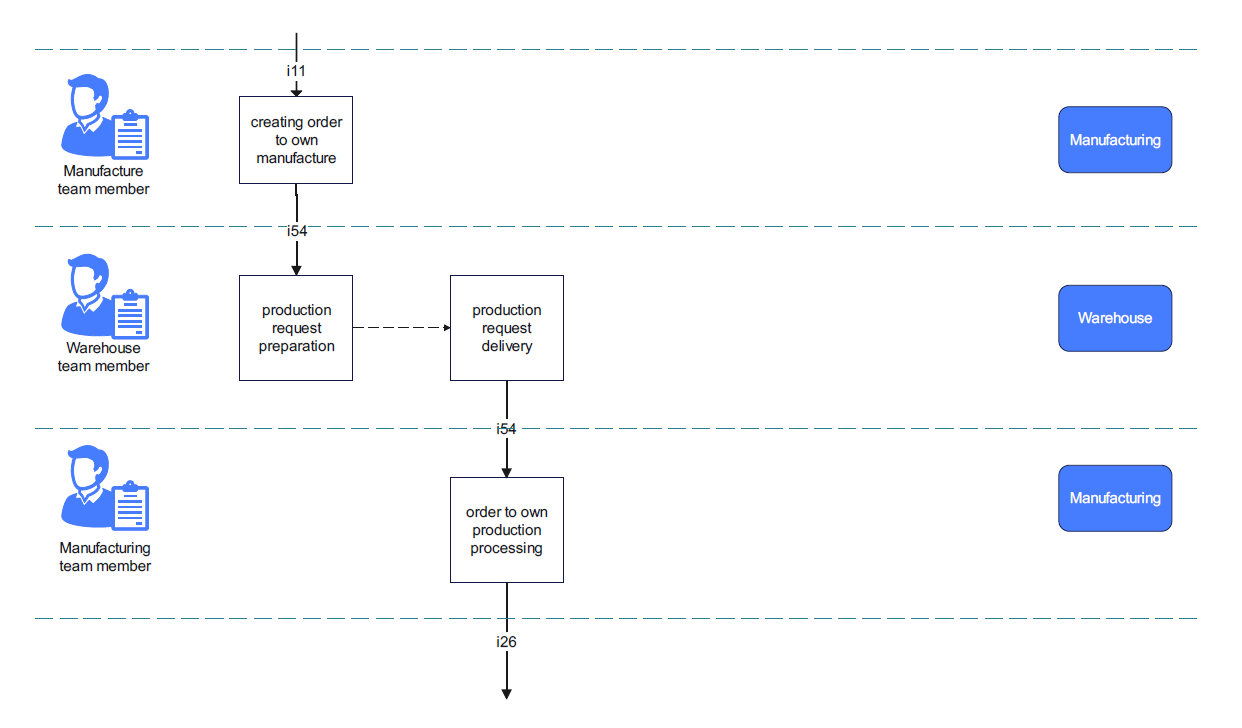 i11
creating order
to own
manufacture
Manufacturing
Manufacture
team member
i54
production
request
preparation
production
request
delivery
Warehouse
Warehouse
team member
i54
order to own
production
processing
Manufacturing
Manufacturing
team member
i26